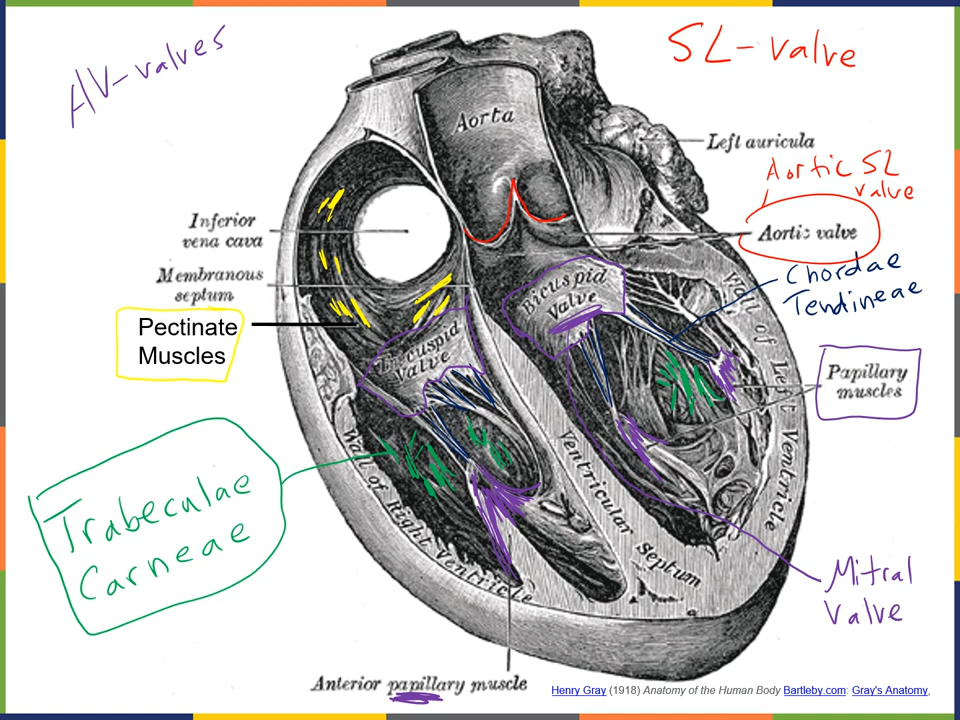 AV-valves
SL-valve
Aorta
Left auricula
Aortic SL
valve
Inferior
vena cava
Aortic valve
Membranous
septum
Bicuspid
Valve
Chordae
Tendineae
Pectinate
Muscles
Tricuspid
Valve
Wall of Left Ventricle
Papillary
muscles
Trabeculae
Carneae
Wall of Right Ventricle
Ventricular Septum
Mitral
Valve
Anterior papillary muscle
Henry Gray (1918) Anatomy of the Human Body Bartleby.com: Gray's Anatomy,